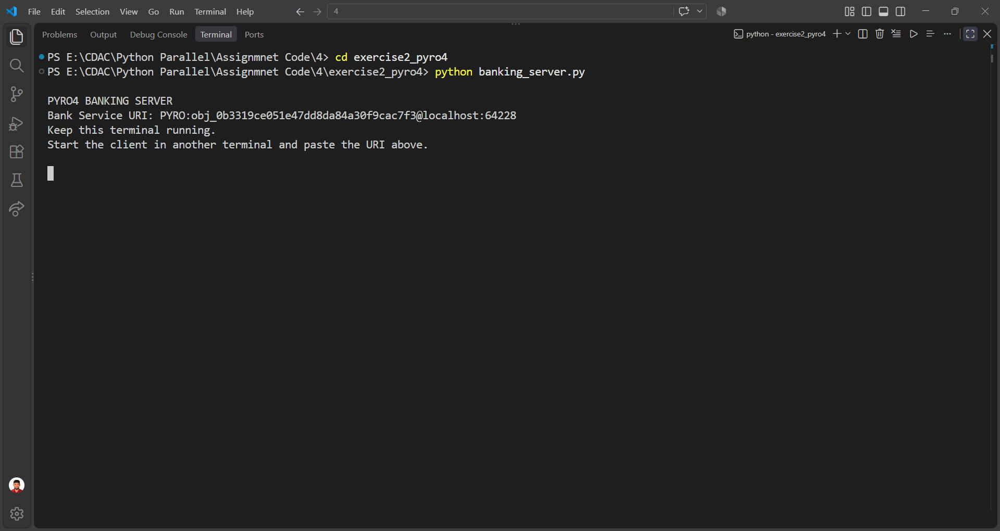 File Edit Selection View Go Run Terminal Help
4
Problems Output Debug Console Terminal Ports
python - exercise2_pyro4
PS E:\CDAC\Python Parallel\Assignmnet Code\4> cd exercise2_pyro4
PS E:\CDAC\Python Parallel\Assignmnet Code\4\exercise2_pyro4> python banking_server.py
PYRO4 BANKING SERVER
Bank Service URI: PYRO:obj_0b3319ce051e47dd8da84a30f9cac7f3@localhost:64228
Keep this terminal running.
Start the client in another terminal and paste the URI above.